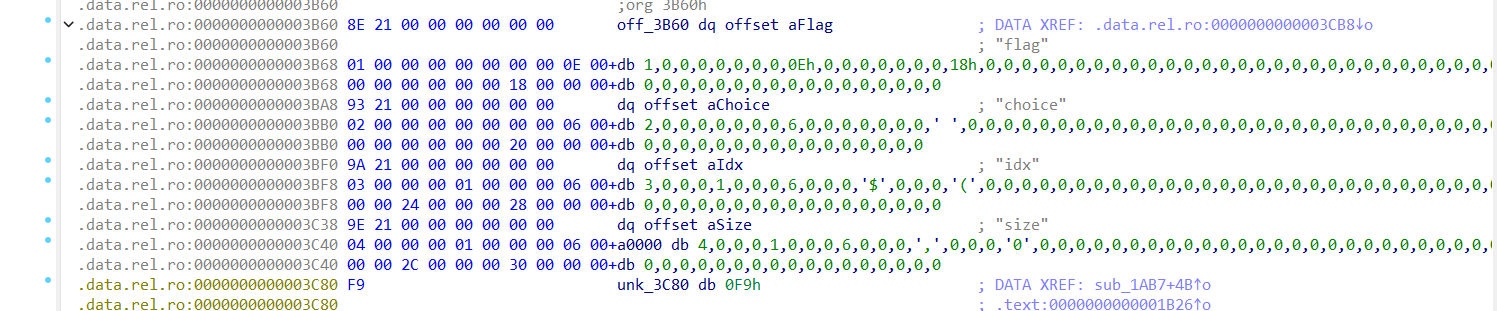 .data.rel.ro:0000000000003B60 ;org 3B60h
.data.rel.ro:0000000000003B60 8E 21 00 00 00 00 00 00 off_3B60 dq offset aFlag ; DATA XREF: .data.rel.ro:0000000000003CB8↓o
.data.rel.ro:0000000000003B60 ; "flag"
.data.rel.ro:0000000000003B68 01 00 00 00 00 00 00 00 0E 00+db 1,0,0,0,0,0,0,0,0Eh,0,0,0,0,0,0,0,18h,0,0,0,0,0,0,0,0,0,0,0,0,0,0,0,0,0,0,0,0,0,0,0,0,0,0,0,0,0
.data.rel.ro:0000000000003B68 00 00 00 00 00 00 18 00 00 00+db 0,0,0,0,0,0,0,0,0,0,0,0,0,0,0,0
.data.rel.ro:0000000000003BA8 93 21 00 00 00 00 00 00 dq offset aChoice ; "choice"
.data.rel.ro:0000000000003BB0 02 00 00 00 00 00 00 00 06 00+db 2,0,0,0,0,0,0,0,6,0,0,0,0,0,0,0,' ',0,0,0,0,0,0,0,0,0,0,0,0,0,0,0,0,0,0,0,0,0,0,0,0,0,0,0,0,0
.data.rel.ro:0000000000003BB0 00 00 00 00 00 00 20 00 00 00+db 0,0,0,0,0,0,0,0,0,0,0,0,0,0,0
.data.rel.ro:0000000000003BF0 9A 21 00 00 00 00 00 00 dq offset aIdx ; "idx"
.data.rel.ro:0000000000003BF8 03 00 00 00 01 00 00 00 06 00+db 3,0,0,0,1,0,0,0,6,0,0,0,'$',0,0,0,'(',0,0,0,0,0,0,0,0,0,0,0,0,0,0,0,0,0,0,0,0,0,0,0,0,0,0,0,0,0
.data.rel.ro:0000000000003BF8 00 00 24 00 00 00 28 00 00 00+db 0,0,0,0,0,0,0,0,0,0,0,0,0,0,0,0
.data.rel.ro:0000000000003C38 9E 21 00 00 00 00 00 00 dq offset aSize ; "size"
.data.rel.ro:0000000000003C40 04 00 00 00 01 00 00 00 06 00+a0000 db 4,0,0,0,1,0,0,0,6,0,0,0,',',0,0,0,'0',0,0,0,0,0,0,0,0,0,0,0,0,0,0,0,0,0,0,0,0,0,0,0,0,0,0,0
.data.rel.ro:0000000000003C40 00 00 2C 00 00 00 30 00 00 00+db 0,0,0,0,0,0,0,0,0,0,0,0,0,0,0,0
.data.rel.ro:0000000000003C80 F9 unk_3C80 db 0F9h ; DATA XREF: sub_1AB7+4B↑o
.data.rel.ro:0000000000003C80 ; .text:0000000000001B26↑o